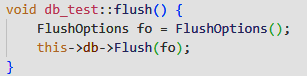 void db_test::flush() {
    FlushOptions fo = FlushOptions();
    this->db->Flush(fo);
}